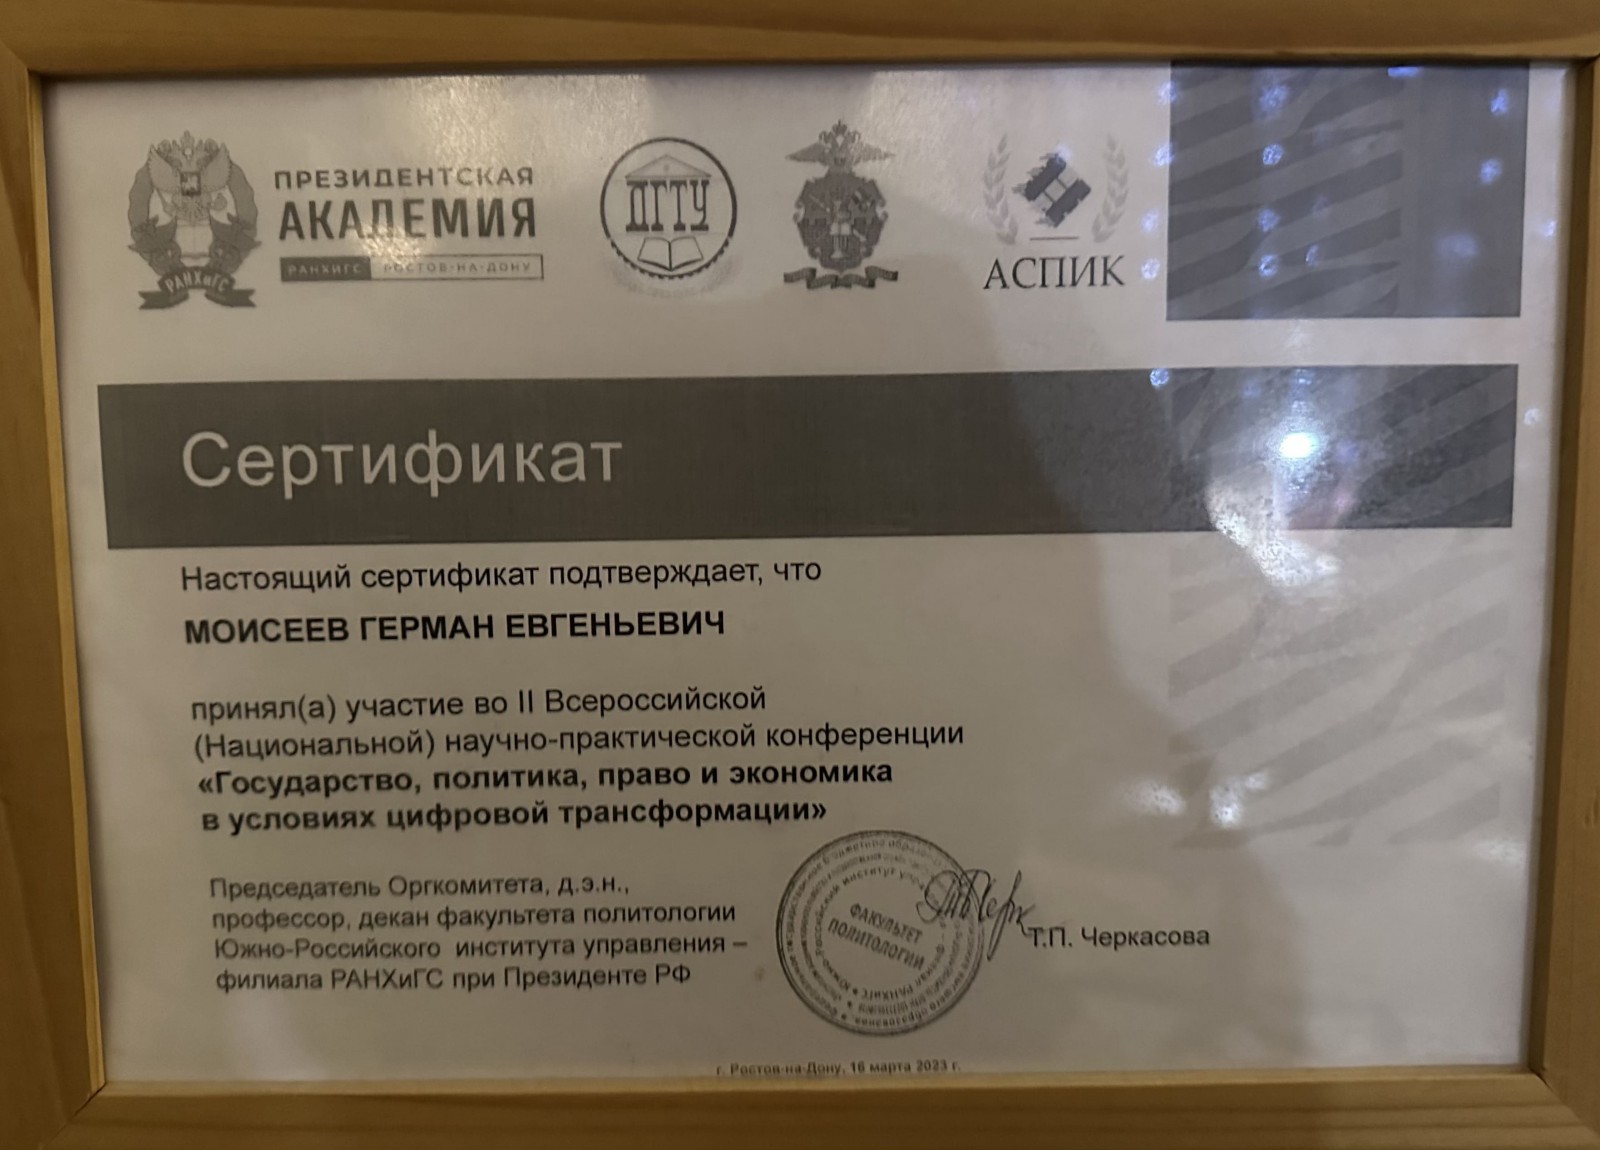 ПРЕЗИДЕНТСКАЯ
АКАДЕМИЯ
РАНХИГС РОСТОВ-НА-ДОНУ
РАНХиГС
ДГТУ
АСПИК
Сертификат
Настоящий сертификат подтверждает, что
МОИСЕЕВ ГЕРМАН ЕВГЕНЬЕВИЧ
принял(а) участие во II Всероссийской
(Национальной) научно-практической конференции
«Государство, политика, право и экономика
в условиях цифровой трансформации»
Председатель Оргкомитета, д.э.н.,
профессор, декан факультета политологии
Южно-Российского института управления –
филиала РАНХиГС при Президенте РФ
ФАКУЛЬТЕТ
ПОЛИТОЛОГИИ
Т.П. Черкасова
г. Ростов-на-Дону, 16 марта 2023 г.